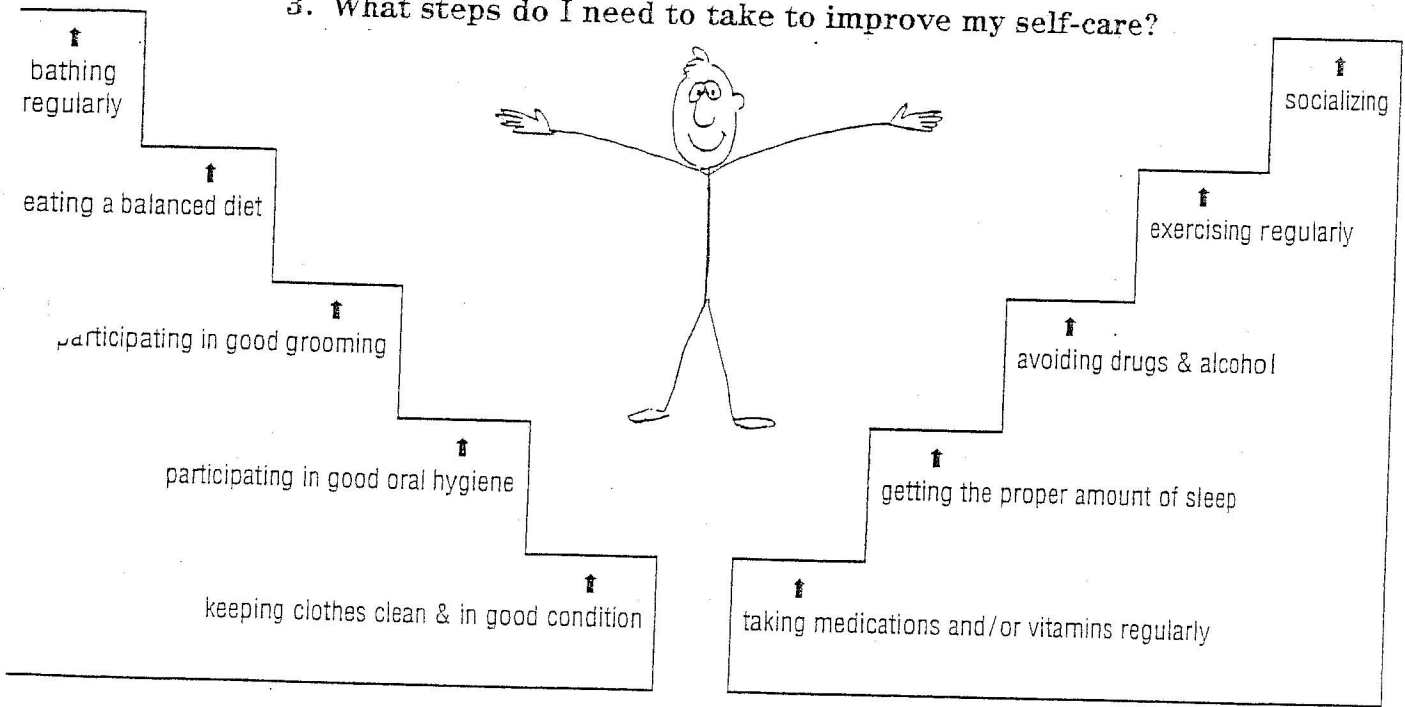 3. What steps do I need to take to improve my self-care?
bathing
regularly
eating a balanced diet
participating in good grooming
participating in good oral hygiene
keeping clothes clean & in good condition
socializing
exercising regularly
avoiding drugs & alcohol
getting the proper amount of sleep
taking medications and/or vitamins regularly